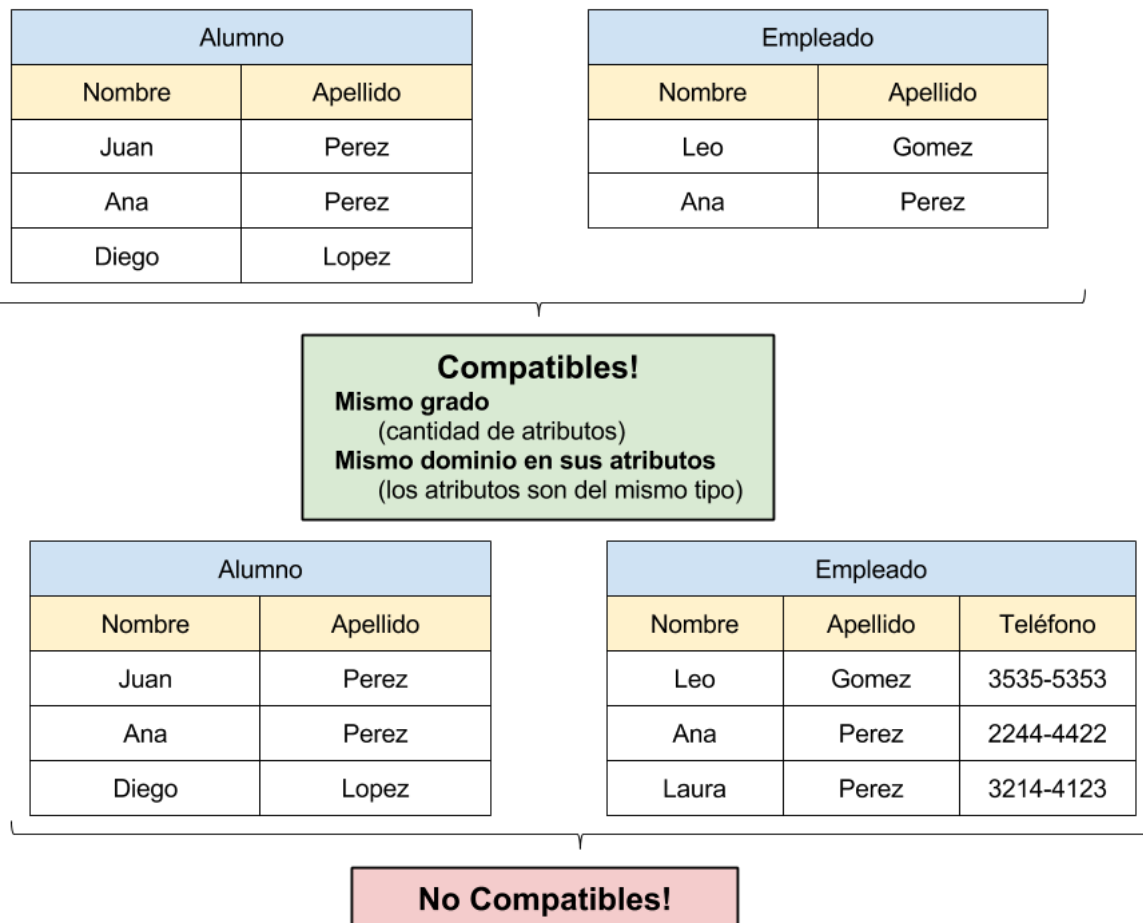 Alumno
Nombre Apellido
Juan Perez
Ana Perez
Diego Lopez
Empleado
Nombre Apellido
Leo Gomez
Ana Perez
Compatibles!
Mismo grado
(cantidad de atributos)
Mismo dominio en sus atributos
(los atributos son del mismo tipo)
Alumno
Nombre Apellido
Juan Perez
Ana Perez
Diego Lopez
Empleado
Nombre Apellido Teléfono
Leo Gomez 3535-5353
Ana Perez 2244-4422
Laura Perez 3214-4123
No Compatibles!